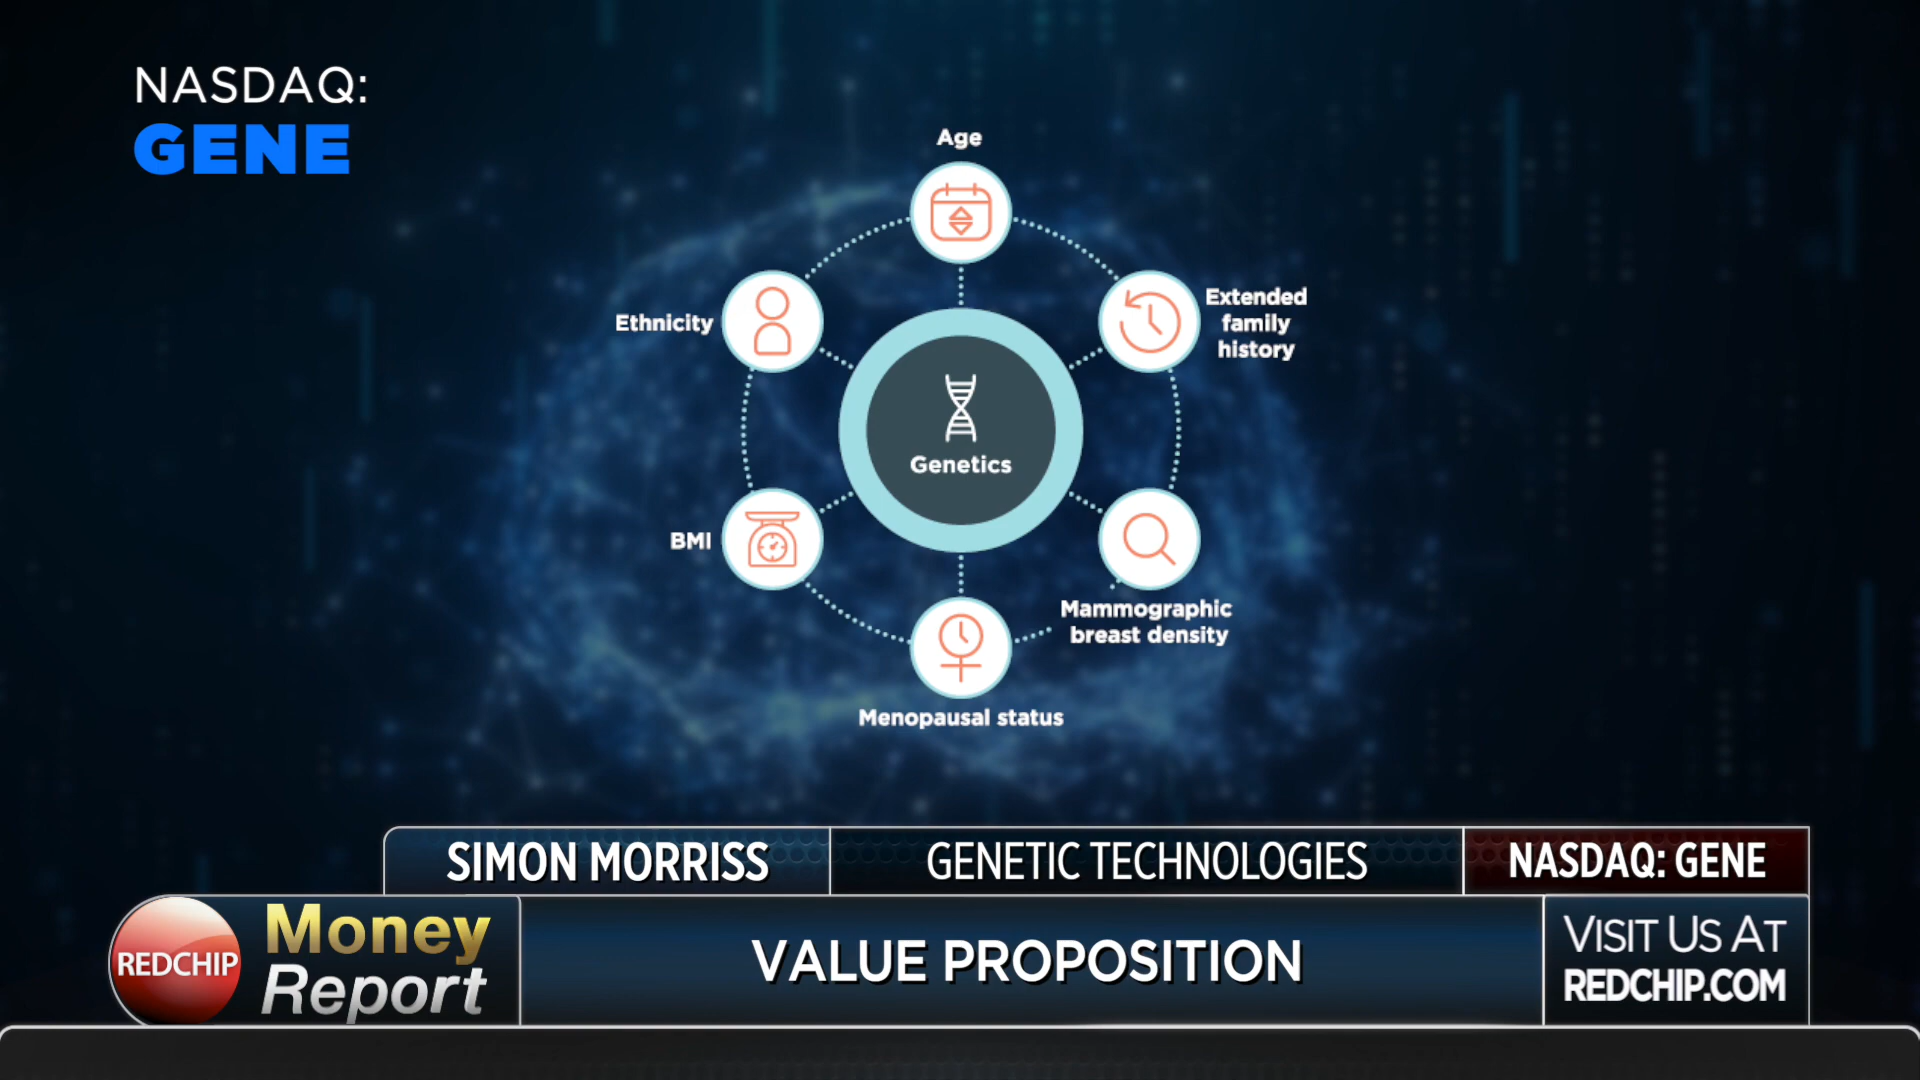 NASDAQ:
GENE
Age
Ethnicity
Extended
family
history
Genetics
BMI
Mammographic
breast density
Menopausal status
SIMON MORRISS
GENETIC TECHNOLOGIES
NASDAQ: GENE
REDCHIP
Money
Report
VALUE PROPOSITION
VISIT US AT
REDCHIP.COM